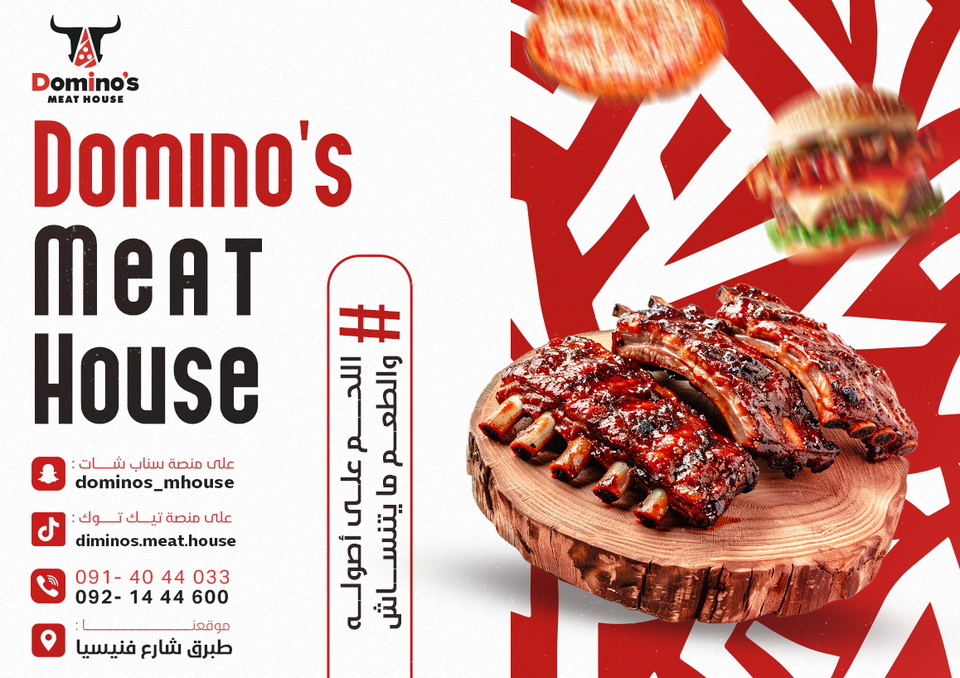 Domino's
MEAT HOUSE
Domino's
Meat
House
على منصة سناب شات :
dominos_mhouse
على منصة تيك توك :
diminos.meat.house
091- 40 44 033
092- 14 44 600
موقعنا :
طبرق شارع فنيسيا
#
اللحم على أصوله
والطعم ما يتنساش